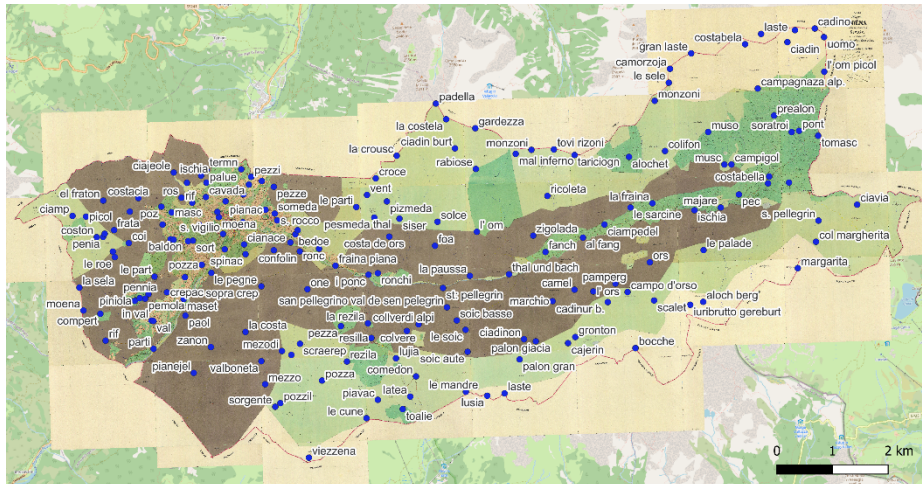 cadino
laste
costabela
uomo
ciadin
gran laste
l'om picol
camorzoja
le sele
campagnaza alp.
padella
monzoni
prealon
la costela
gardezza
muso
soratroi
pont
ciadin burt
tomasc
la crousc
monzoni
tovi rizoni
colifon
mal inferno
tariciogn
alochet
musc
campigol
rabiose
termn
ciajeole
ischia
pezzi
palue
croce
costabella
el fraton
costacia
ros
rif
cavada
pezze
vent
ricoleta
la fraina
majare
pec
ciavia
ciamp
picol
poz
masc
pianac
someda
le parti
pizmeda
le sarcine
ischia
s. pellegrin
coston
frata
s. vigilio
moena
s. rocco
pesmeda thal
siser
solce
l'om
zigolada
ciampedel
penia
coi
baldon
sort
cianace
bedoe
costa de ors
foa
fanch
al fang
le palade
col margherita
le roe
spinac
confolin
ronc
fraina piana
ors
margarita
la sela
le part
pozza
le pegne
l ponc
ronchi
la paussa
thal und bach
pamperg
campo d'orso
pennia
crepac
sopra crep
one
camel
l'ors
moena
piniola
pemola
maset
san pellegrino val de sen pelegrin
st. pellegrin
marchio
cadinur b.
scalet
aloch berg'
iuribrutto gereburt
compert
in val
val
paol
la costa
pezza
la rezila
collverdi alpi
soic basse
rif
zanon
mezodi
resilla
colvere
le soic
ciadinon
gronton
parti
scraerep
rezila
lujia
soic aute
paloni
glacia
cajerin
bocche
pianejel
valboneta
comedon
palon gran
mezzo
pozza
latea
le mandre
laste
sorgente
pozzil
piavac
lusia
le cune
toalie
viezzena
0 1 2 km